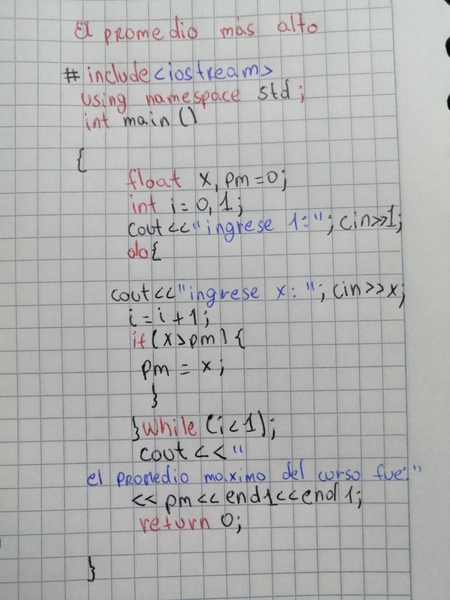 El promedio más alto
#include<iostream>
using namespace std;
int main()
{
float x, pm=0;
int i=0,1;
cout<<"ingrese 1:"; cin>>1;
do{
cout<<"ingrese x: "; cin>>x;
i=i+1;
if(x>pm){
pm = x;
}
}while(i<1);
cout<<"
el promedio maximo del curso fue:"
<< pm<<end1<<end1;
return 0;
}